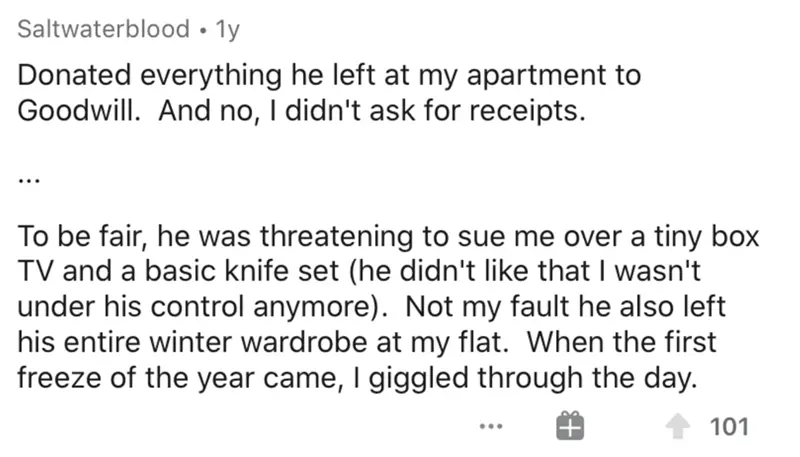 Saltwaterblood • 1y
Donated everything he left at my apartment to
Goodwill.  And no, I didn't ask for receipts.
...
To be fair, he was threatening to sue me over a tiny box
TV and a basic knife set (he didn't like that I wasn't
under his control anymore).  Not my fault he also left
his entire winter wardrobe at my flat.  When the first
freeze of the year came, I giggled through the day.
101